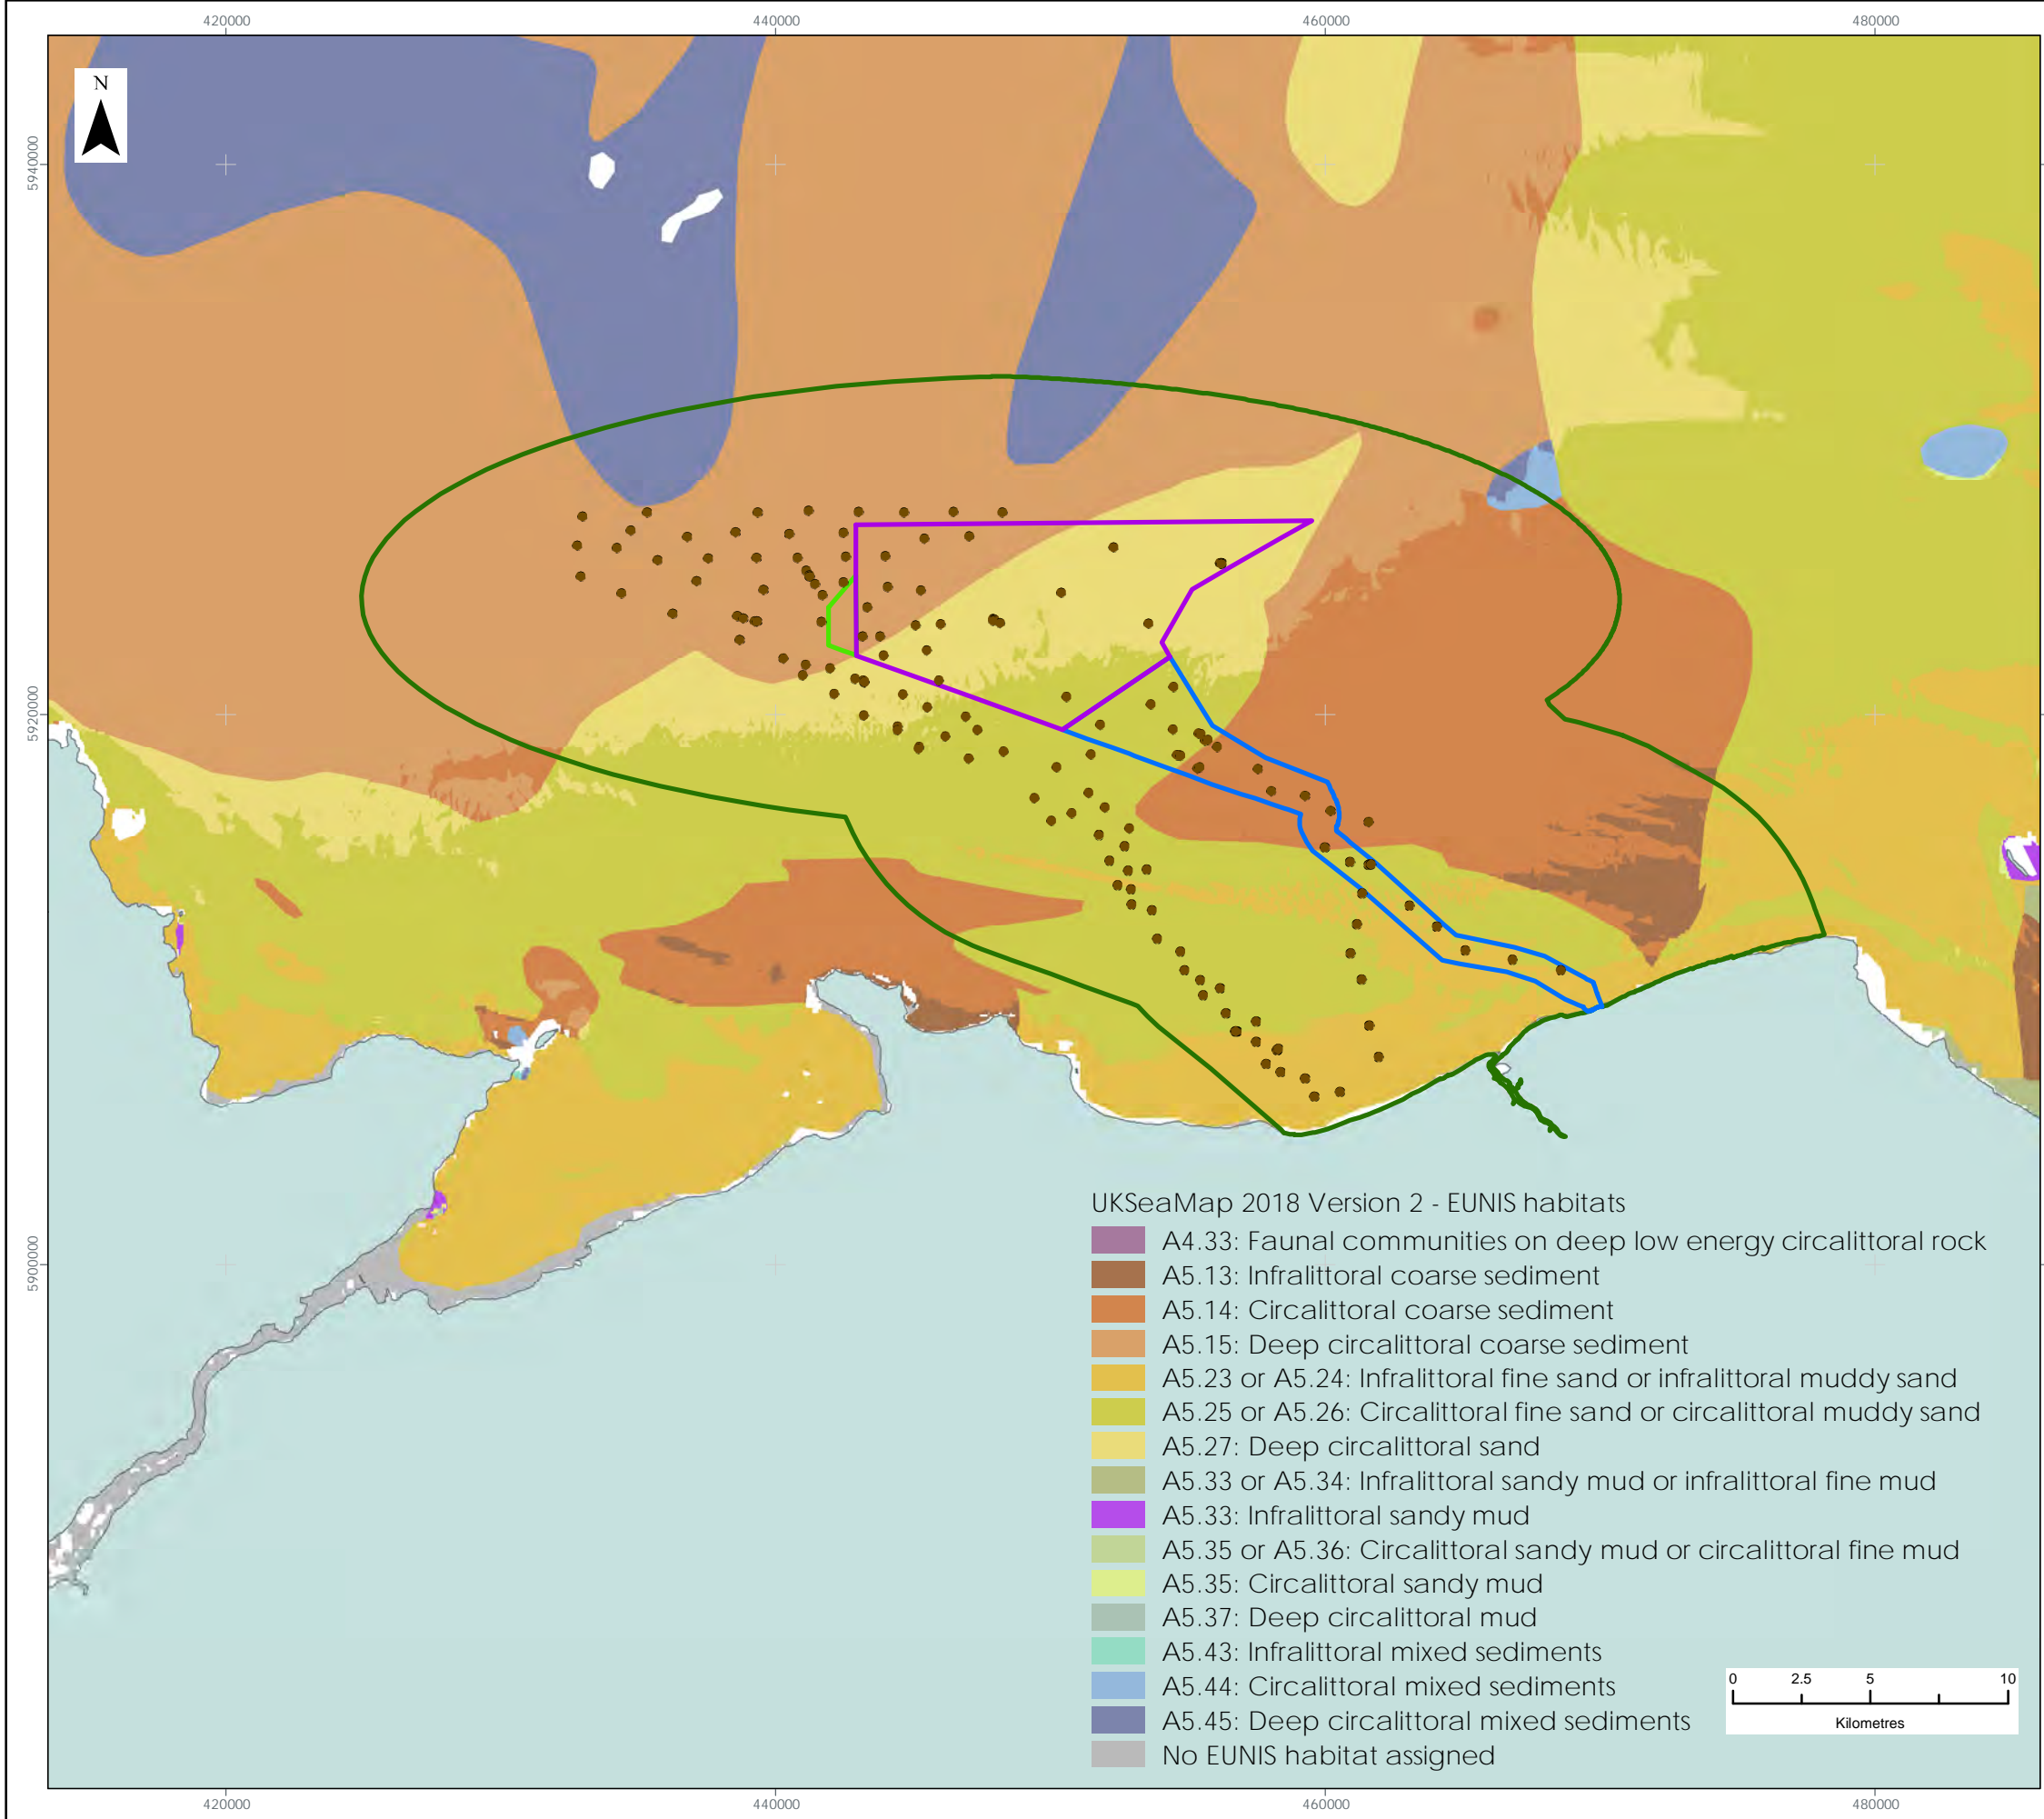 420000
440000
460000
480000
N
5940000
5920000
5900000
UKSeaMap 2018 Version 2 - EUNIS habitats
A4.33: Faunal communities on deep low energy circalittoral rock
A5.13: Infralittoral coarse sediment
A5.14: Circalittoral coarse sediment
A5.15: Deep circalittoral coarse sediment
A5.23 or A5.24: Infralittoral fine sand or infralittoral muddy sand
A5.25 or A5.26: Circalittoral fine sand or circalittoral muddy sand
A5.27: Deep circalittoral sand
A5.33 or A5.34: Infralittoral sandy mud or infralittoral fine mud
A5.33: Infralittoral sandy mud
A5.35 or A5.36: Circalittoral sandy mud or circalittoral fine mud
A5.35: Circalittoral sandy mud
A5.37: Deep circalittoral mud
A5.43: Infralittoral mixed sediments
A5.44: Circalittoral mixed sediments
A5.45: Deep circalittoral mixed sediments
No EUNIS habitat assigned
0 2.5 5 10
Kilometres
420000
440000
460000
480000